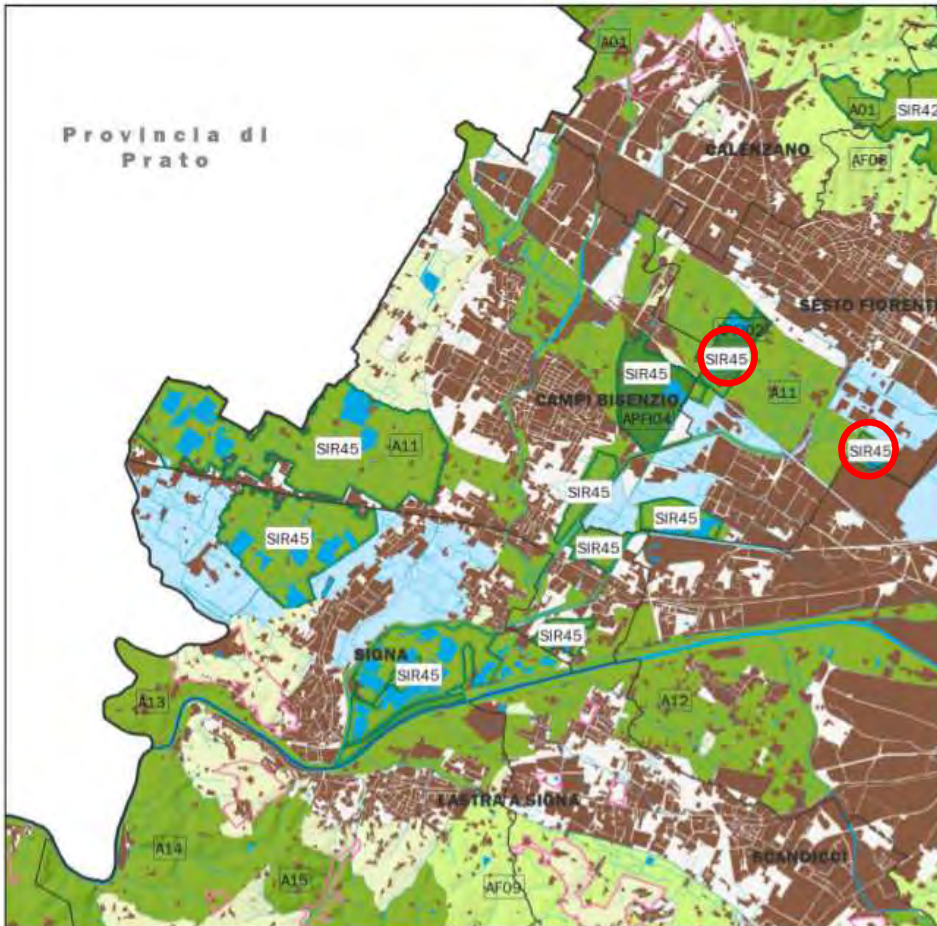 A01
Provincia di
Prato
A01
SIR42
CALENZANO
AF08
SESTO FIORENTI
SIR45
SIR45
A11
CAMPI BISENZIO
APFI04
SIR45
A11
SIR45
SIR45
SIR45
SIR45
SIR45
SIR45
SIGNA
SIR45
A13
A12
LASTRA A SIGNA
SCANDICCI
A14
A15
AF09